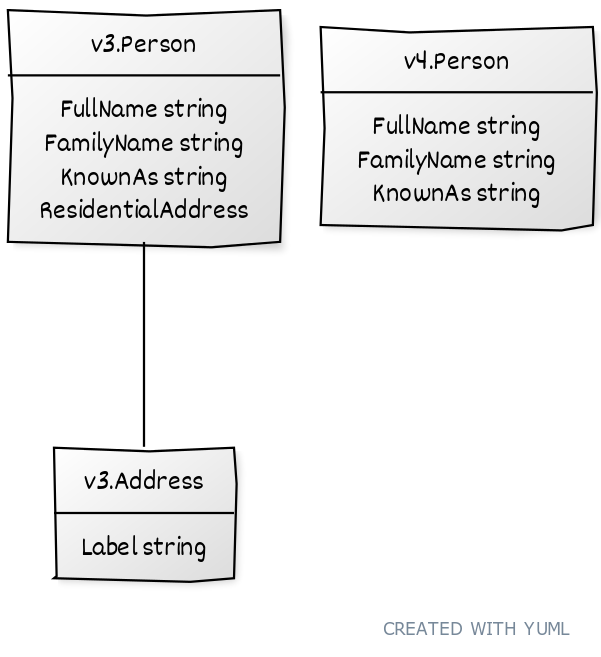 v3.Person
FullName string
FamilyName string
KnownAs string
ResidentialAddress
v4.Person
FullName string
FamilyName string
KnownAs string
v3.Address
Label string
CREATED WITH YUML